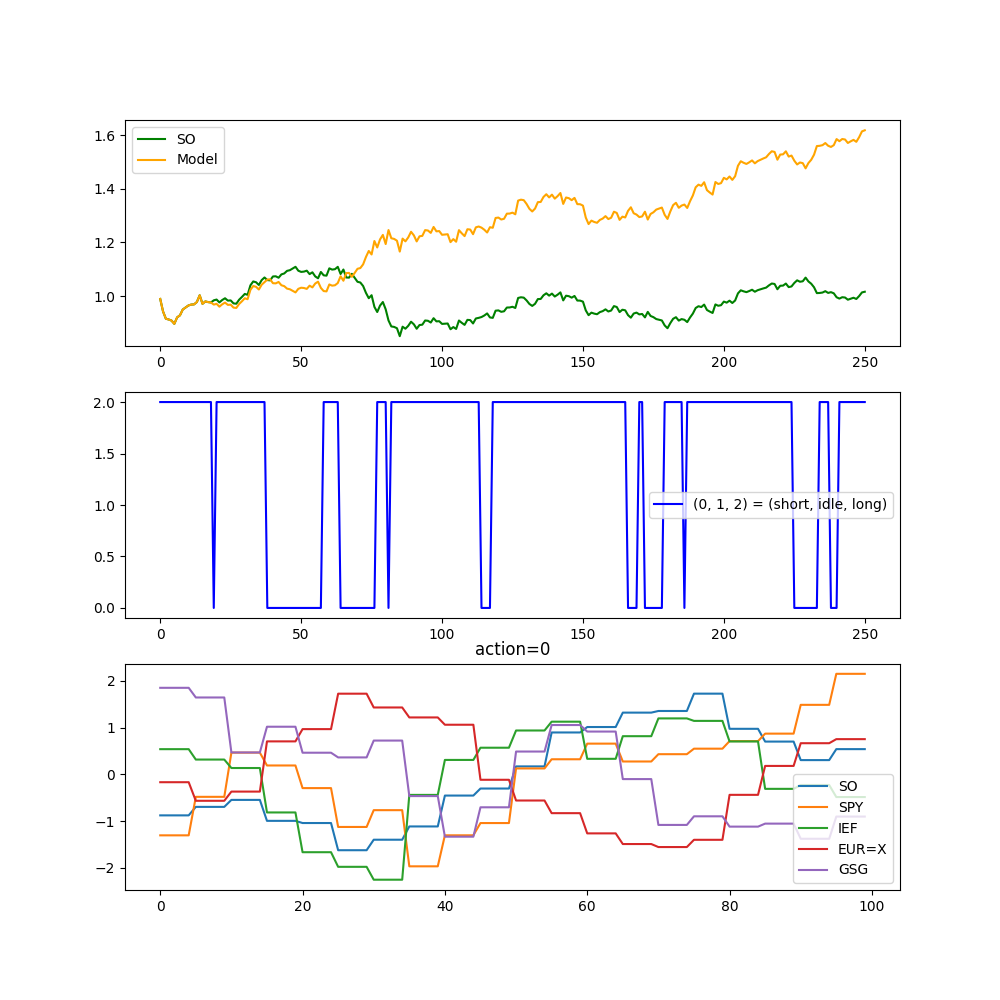 SO
Model
1.6
1.4
1.2
1.0
0 50 100 150 200 250
2.0
1.5
1.0
0.5
0.0
(0, 1, 2) = (short, idle, long)
0 50 100 150 200 250
action=0
2
1
0
−1
−2
SO
SPY
IEF
EUR=X
GSG
0 20 40 60 80 100